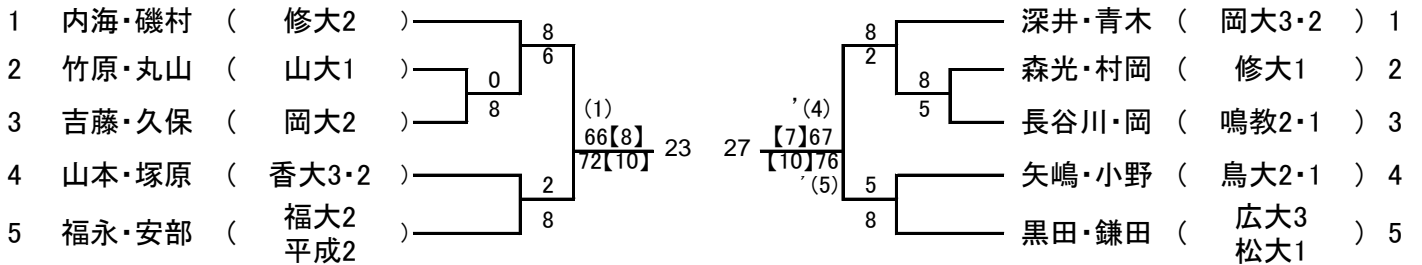 1 内海・磯村 ( 修大2 )
2 竹原・丸山 ( 山大1 )
3 吉藤・久保 ( 岡大2 )
4 山本・塚原 ( 香大3・2 )
5 福永・安部 ( 福大2 平成2 )
8
6
0
8
(1)
66【8】
72【10】
23
2
8
27
8
2
8
5
'(4)
【7】67
【10】76
'(5)
5
8
深井・青木 ( 岡大3・2 ) 1
森光・村岡 ( 修大1 ) 2
長谷川・岡 ( 鳴教2・1 ) 3
矢嶋・小野 ( 鳥大2・1 ) 4
黒田・鎌田 ( 広大3 松大1 ) 5